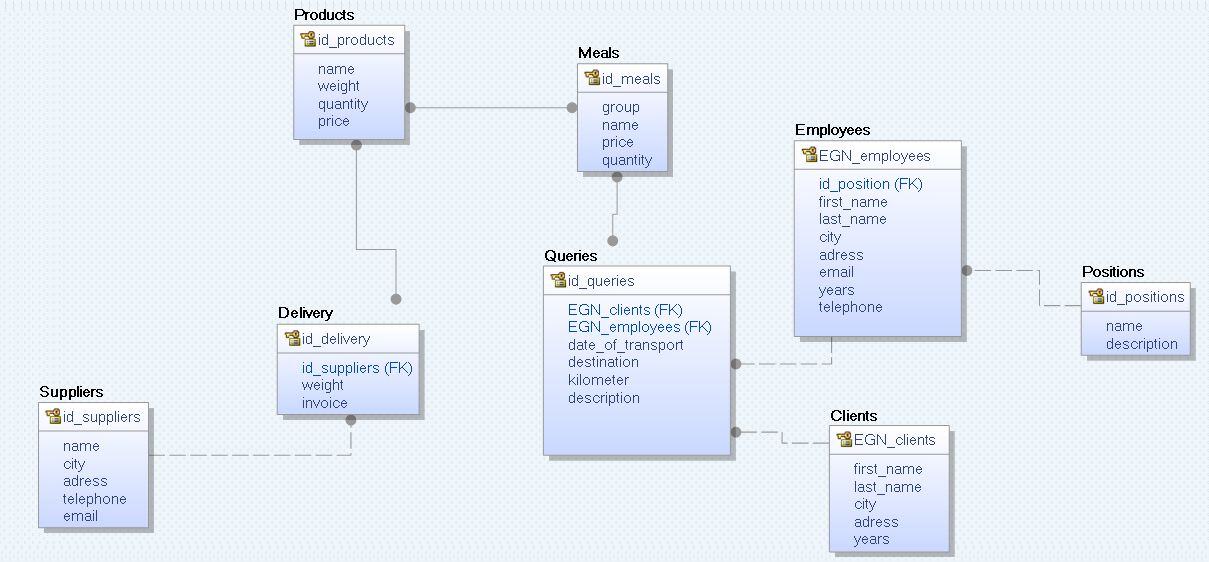 Products
id_products
name
weight
quantity
price
Meals
id_meals
group
name
price
quantity
Employees
EGN_employees
id_position (FK)
first_name
last_name
city
adress
email
years
telephone
Positions
id_positions
name
description
Queries
id_queries
EGN_clients (FK)
EGN_employees (FK)
date_of_transport
destination
kilometer
description
Delivery
id_delivery
id_suppliers (FK)
weight
invoice
Suppliers
id_suppliers
name
city
adress
telephone
email
Clients
EGN_clients
first_name
last_name
city
adress
years